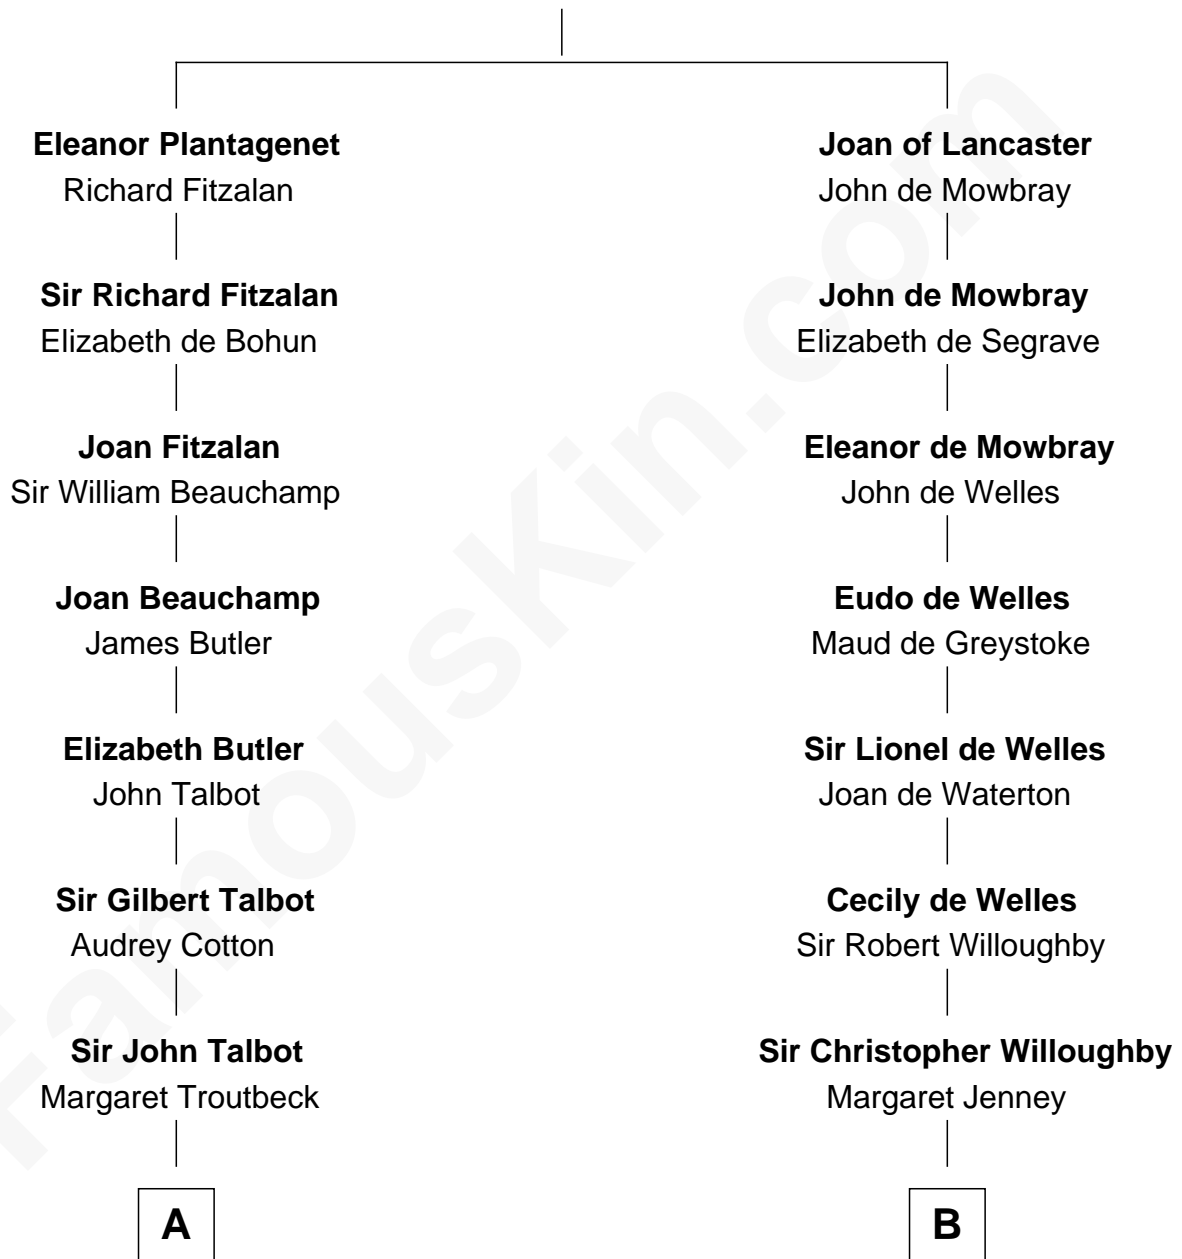 Eleanor Plantagenet
Richard Fitzalan
Sir Richard Fitzalan
Elizabeth de Bohun
Joan Fitzalan
Sir William Beauchamp
Joan Beauchamp
James Butler
Elizabeth Butler
John Talbot
Sir Gilbert Talbot
Audrey Cotton
Sir John Talbot
Margaret Troutbeck
A
Joan of Lancaster
John de Mowbray
John de Mowbray
Elizabeth de Segrave
Eleanor de Mowbray
John de Welles
Eudo de Welles
Maud de Greystoke
Sir Lionel de Welles
Joan de Waterton
Cecily de Welles
Sir Robert Willoughby
Sir Christopher Willoughby
Margaret Jenney
B
FamousKin.com